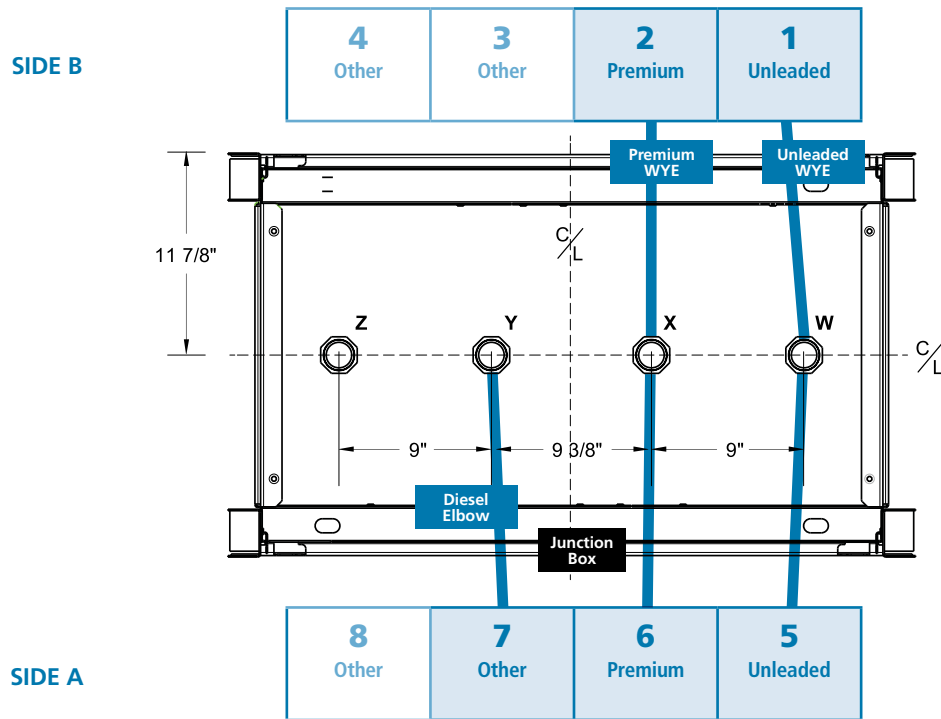 SIDE B
4
Other
3
Other
2
Premium
1
Unleaded
Premium
WYE
Unleaded
WYE
11 7/8"
C/L
Z
Y
X
W
C/L
9"
9 3/8"
9"
Diesel
Elbow
Junction
Box
SIDE A
8
Other
7
Other
6
Premium
5
Unleaded